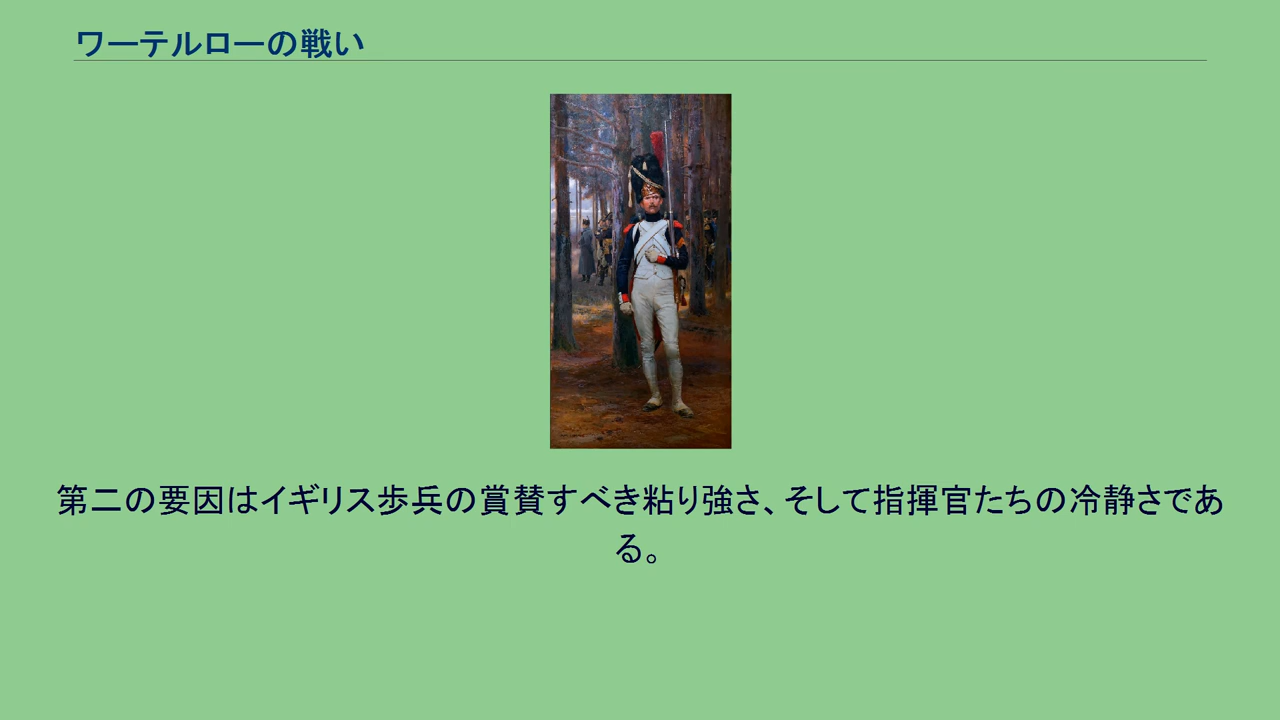 ワーテルローの戦い
第二の要因はイギリス歩兵の賞賛すべき粘り強さ、そして指揮官たちの冷静さであ
る。